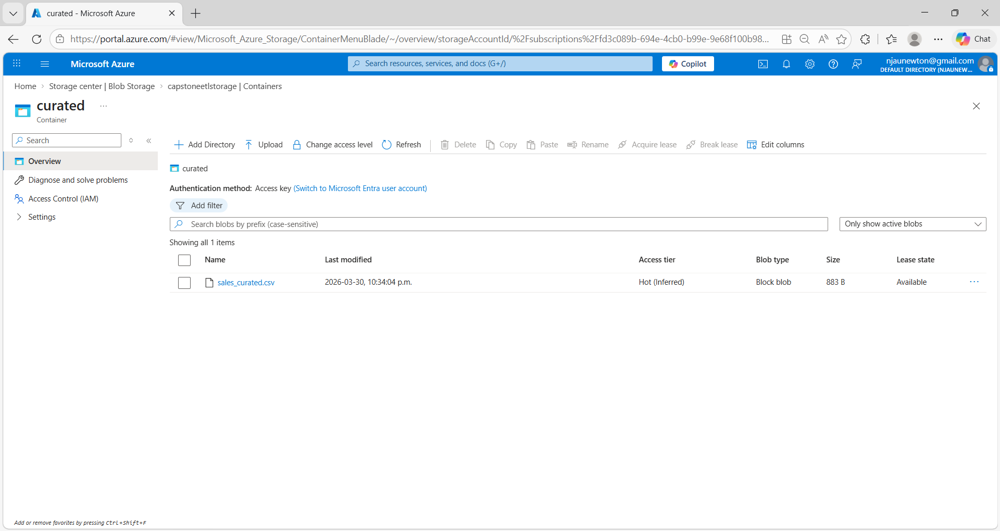 curated - Microsoft Azure
https://portal.azure.com/#view/Microsoft_Azure_Storage/ContainerMenuBlade/~/overview/storageAccountId/%2Fsubscriptions%2Ffd3c089b-694e-4cb0-b99e-9e68f100b98...
Chat
Microsoft Azure
Search resources, services, and docs (G+/)
Copilot
njaunewton@gmail.com
DEFAULT DIRECTORY (NJAUNEW...
Home
Storage center | Blob Storage
capstoneetlstorage | Containers
curated
Container
Search
Overview
Diagnose and solve problems
Access Control (IAM)
Settings
Add Directory
Upload
Change access level
Refresh
Delete
Copy
Paste
Rename
Acquire lease
Break lease
Edit columns
curated
Authentication method: Access key (Switch to Microsoft Entra user account)
Add filter
Search blobs by prefix (case-sensitive)
Only show active blobs
Showing all 1 items
Name Last modified Access tier Blob type Size Lease state
sales_curated.csv 2026-03-30, 10:34:04 p.m. Hot (Inferred) Block blob 883 B Available
Add or remove favorites by pressing Ctrl+Shift+F